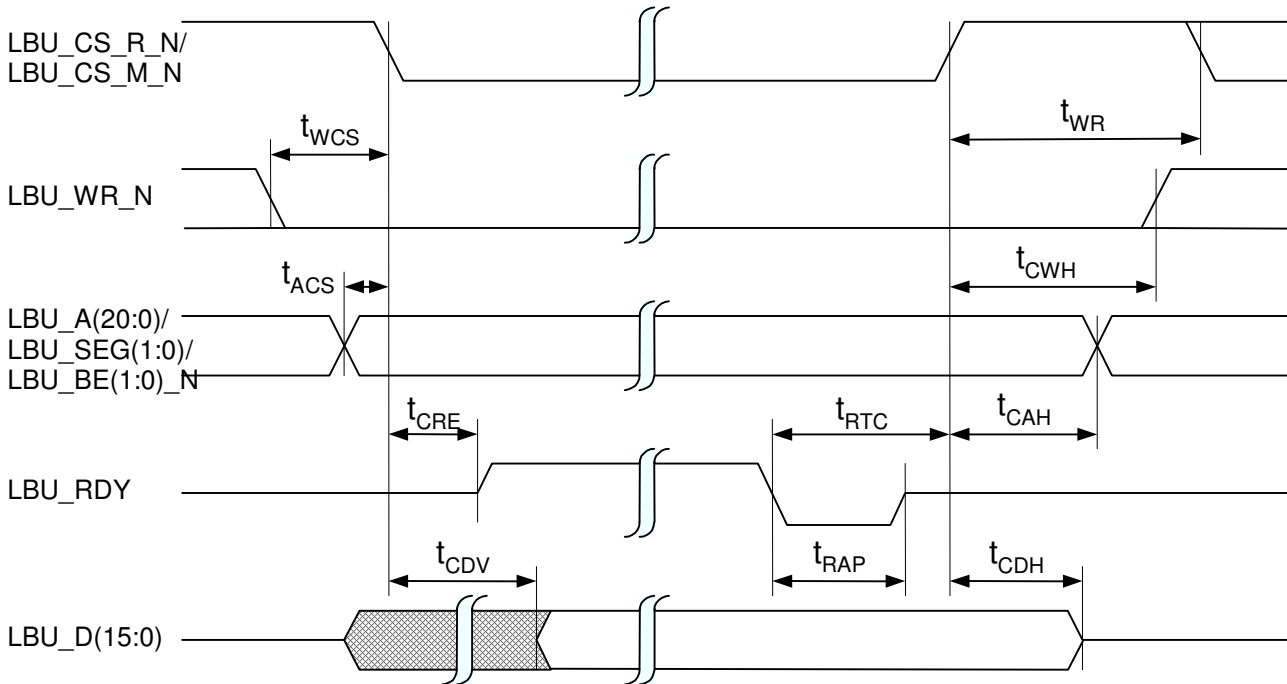 LBU_CS_R_N/
LBU_CS_M_N
tWCS
tWR
LBU_WR_N
tACS
tCWH
LBU_A(20:0)/
LBU_SEG(1:0)/
LBU_BE(1:0)_N
tCRE
tRTC
tCAH
LBU_RDY
tCDV
tRAP
tCDH
LBU_D(15:0)